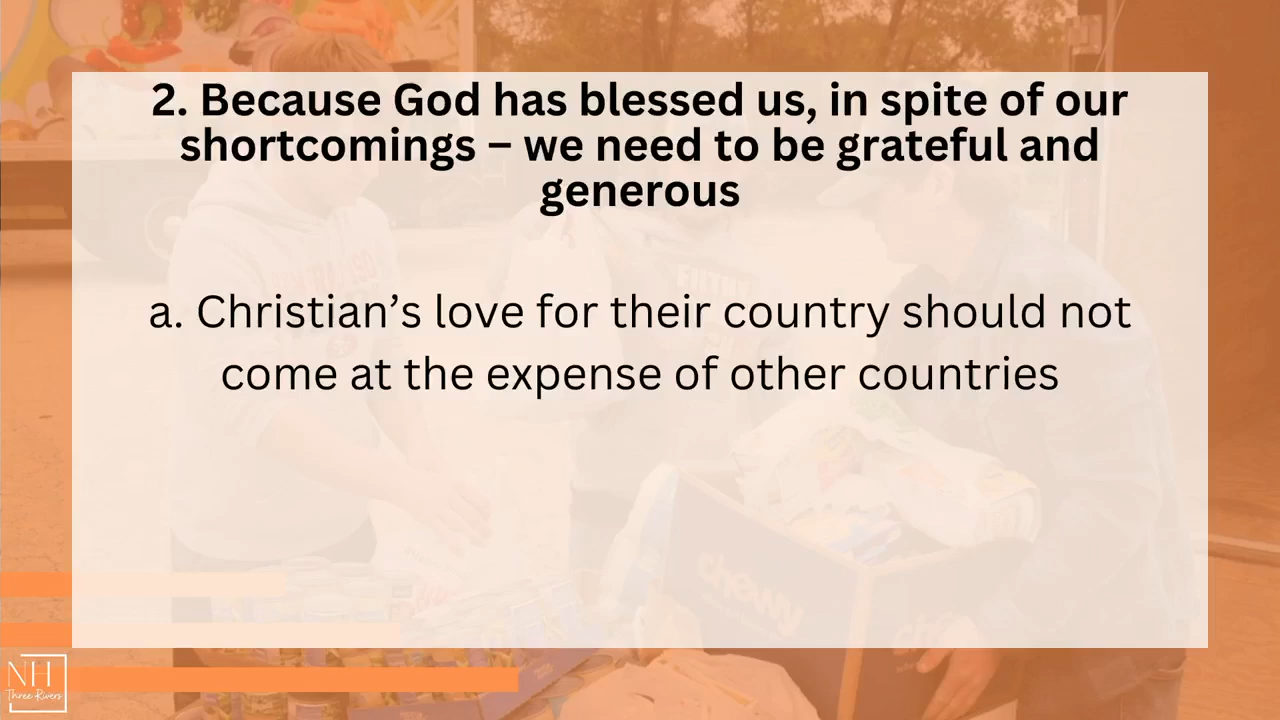 2. Because God has blessed us, in spite of our
shortcomings – we need to be grateful and
generous
a. Christian’s love for their country should not
come at the expense of other countries
chewy
NH
Three Rivers